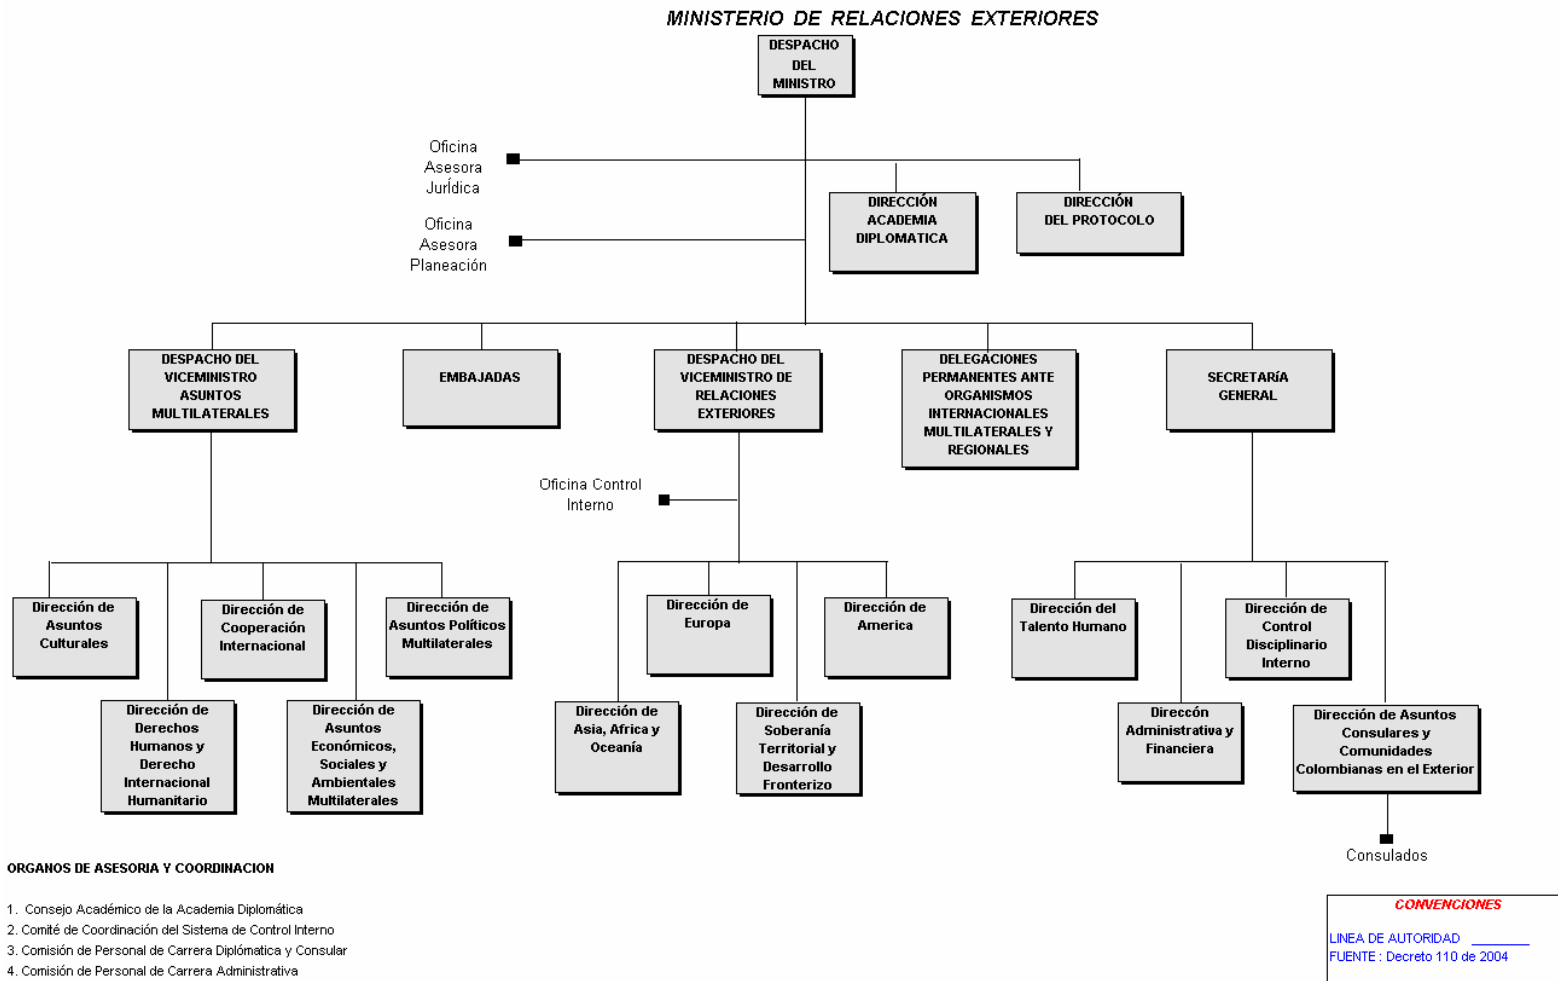 MINISTERIO DE RELACIONES EXTERIORES
DESPACHO
DEL
MINISTRO
Oficina
Asesora
JurÍdica
DIRECCIÓN
ACADEMIA
DIPLOMATICA
DIRECCIÓN
DEL PROTOCOLO
Oficina
Asesora
Planeación
DESPACHO DEL
VICEMINISTRO
ASUNTOS
MULTILATERALES
EMBAJADAS
DESPACHO DEL
VICEMINISTRO DE
RELACIONES
EXTERIORES
DELEGACIONES
PERMANENTES ANTE
ORGANISMOS
INTERNACIONALES
MULTILATERALES Y
REGIONALES
SECRETARíA
GENERAL
Oficina Control
Interno
Dirección de
Asuntos
Culturales
Dirección de
Cooperación
Internacional
Dirección de
Asuntos Políticos
Multilaterales
Dirección de
Europa
Dirección de
America
Dirección del
Talento Humano
Dirección de
Control
Disciplinario
Interno
Dirección de
Derechos
Humanos y
Derecho
Internacional
Humanitario
Dirección de
Asuntos
Económicos,
Sociales y
Ambientales
Multilaterales
Dirección de
Asia, Africa y
Oceanía
Dirección de
Soberanía
Territorial y
Desarrollo
Fronterizo
Direccón
Administrativa y
Financiera
Dirección de Asuntos
Consulares y
Comunidades
Colombianas en el Exterior
Consulados
ORGANOS DE ASESORIA Y COORDINACION
1. Consejo Académico de la Academia Diplomática
2. Comité de Coordinación del Sistema de Control Interno
3. Comisión de Personal de Carrera Diplómatica y Consular
4. Comisión de Personal de Carrera Administrativa
CONVENCIONES
LINEA DE AUTORIDAD ________
FUENTE : Decreto 110 de 2004